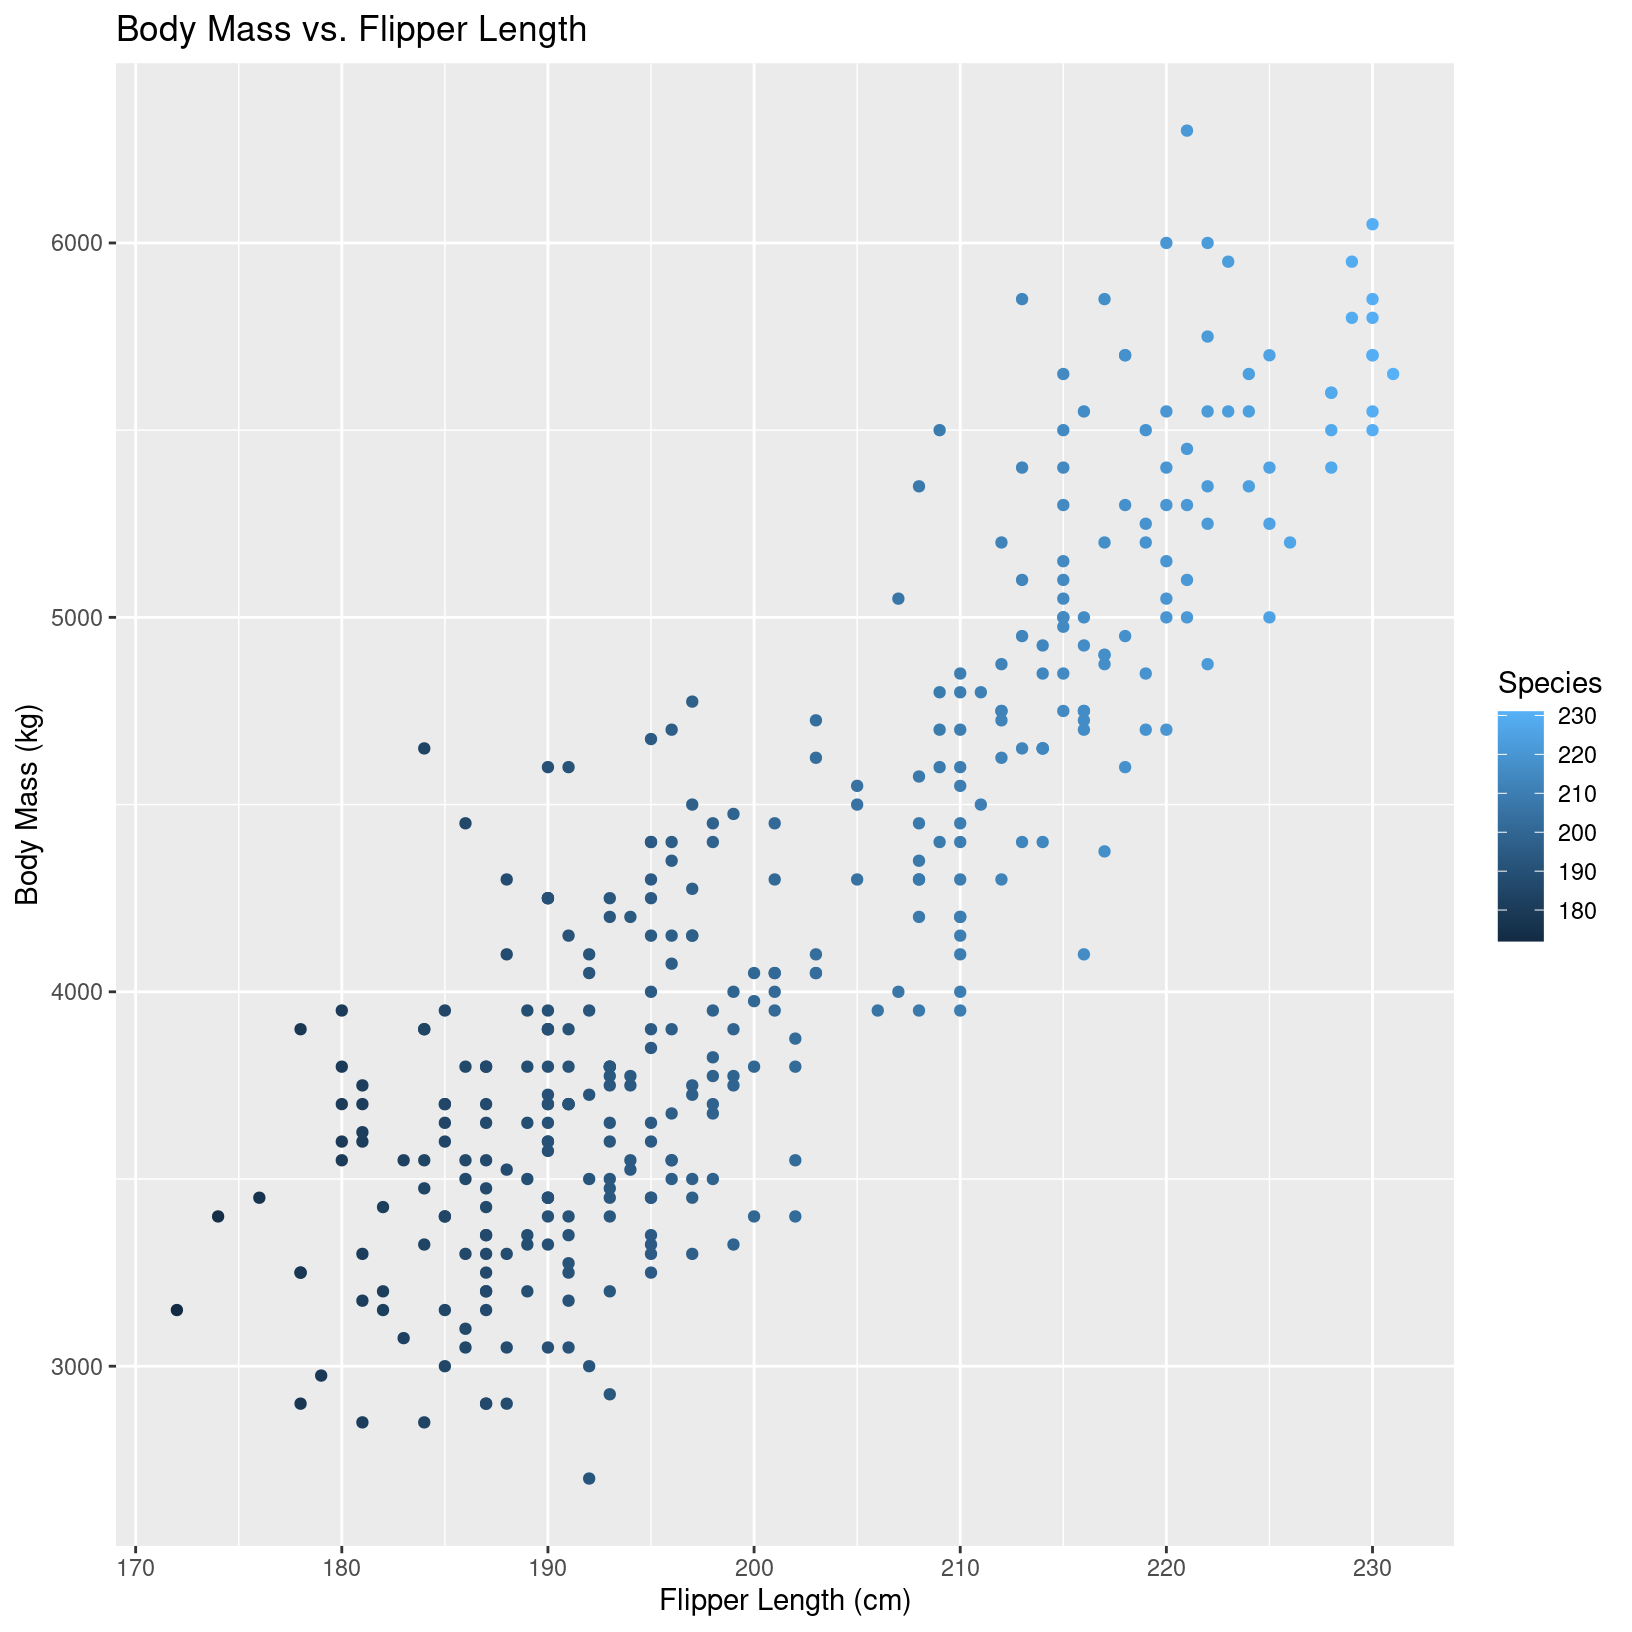 Body Mass vs. Flipper Length
6000
5000
4000
3000
Body Mass (kg)
170 180 190 200 210 220 230
Flipper Length (cm)
Species
230
220
210
200
190
180